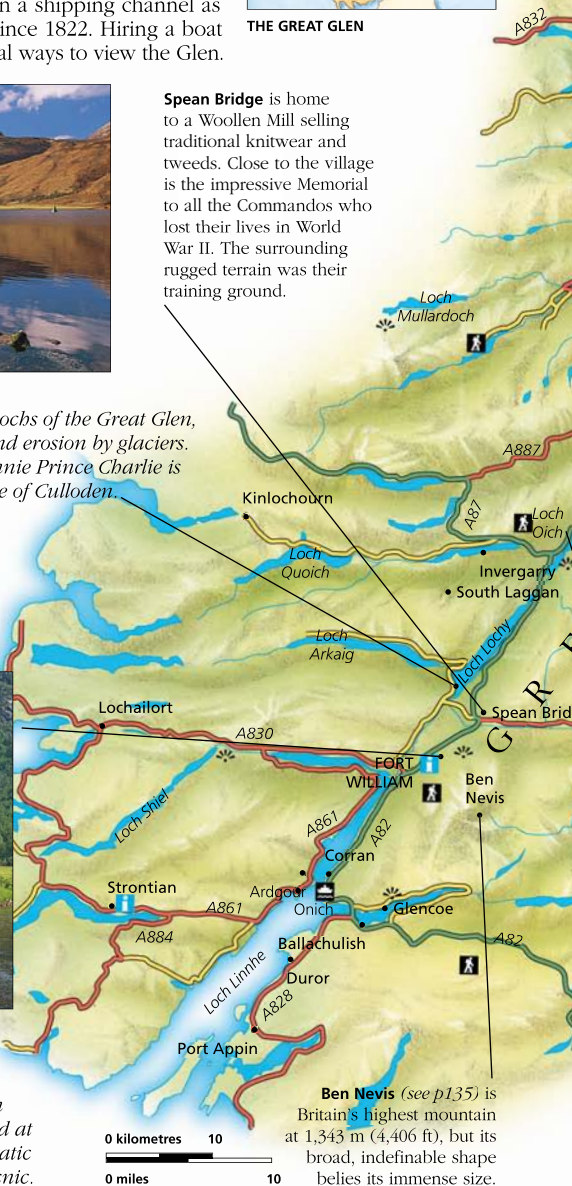 n a shipping channel as
ince 1822. Hiring a boat
al ways to view the Glen.
THE GREAT GLEN
A832
Spean Bridge is home
to a Woollen Mill selling
traditional knitwear and
tweeds. Close to the village
is the impressive Memorial
to all the Commandos who
lost their lives in World
War II. The surrounding
rugged terrain was their
training ground.
Loch
Mullardoch
ochs of the Great Glen,
nd erosion by glaciers.
nnie Prince Charlie is
e of Culloden.
A887
Kinlochourn
A87
Loch
Oich
Loch
Quoich
Invergarry
South Laggan
Loch
Arkaig
Loch Lochy
G R E
Lochailort
Spean Brid
A830
FORT
WILLIAM
Ben
Nevis
Loch Shiel
A861
A82
Corran
Strontian
Ardgour
A861
Onich
Glencoe
A884
Ballachulish
A82
Loch Linnhe
Duror
A828
Port Appin
n
d at
atic
nic.
0 kilometres 10
0 miles 10
Ben Nevis (see p135) is
Britain's highest mountain
at 1,343 m (4,406 ft), but its
broad, indefinable shape
belies its immense size.